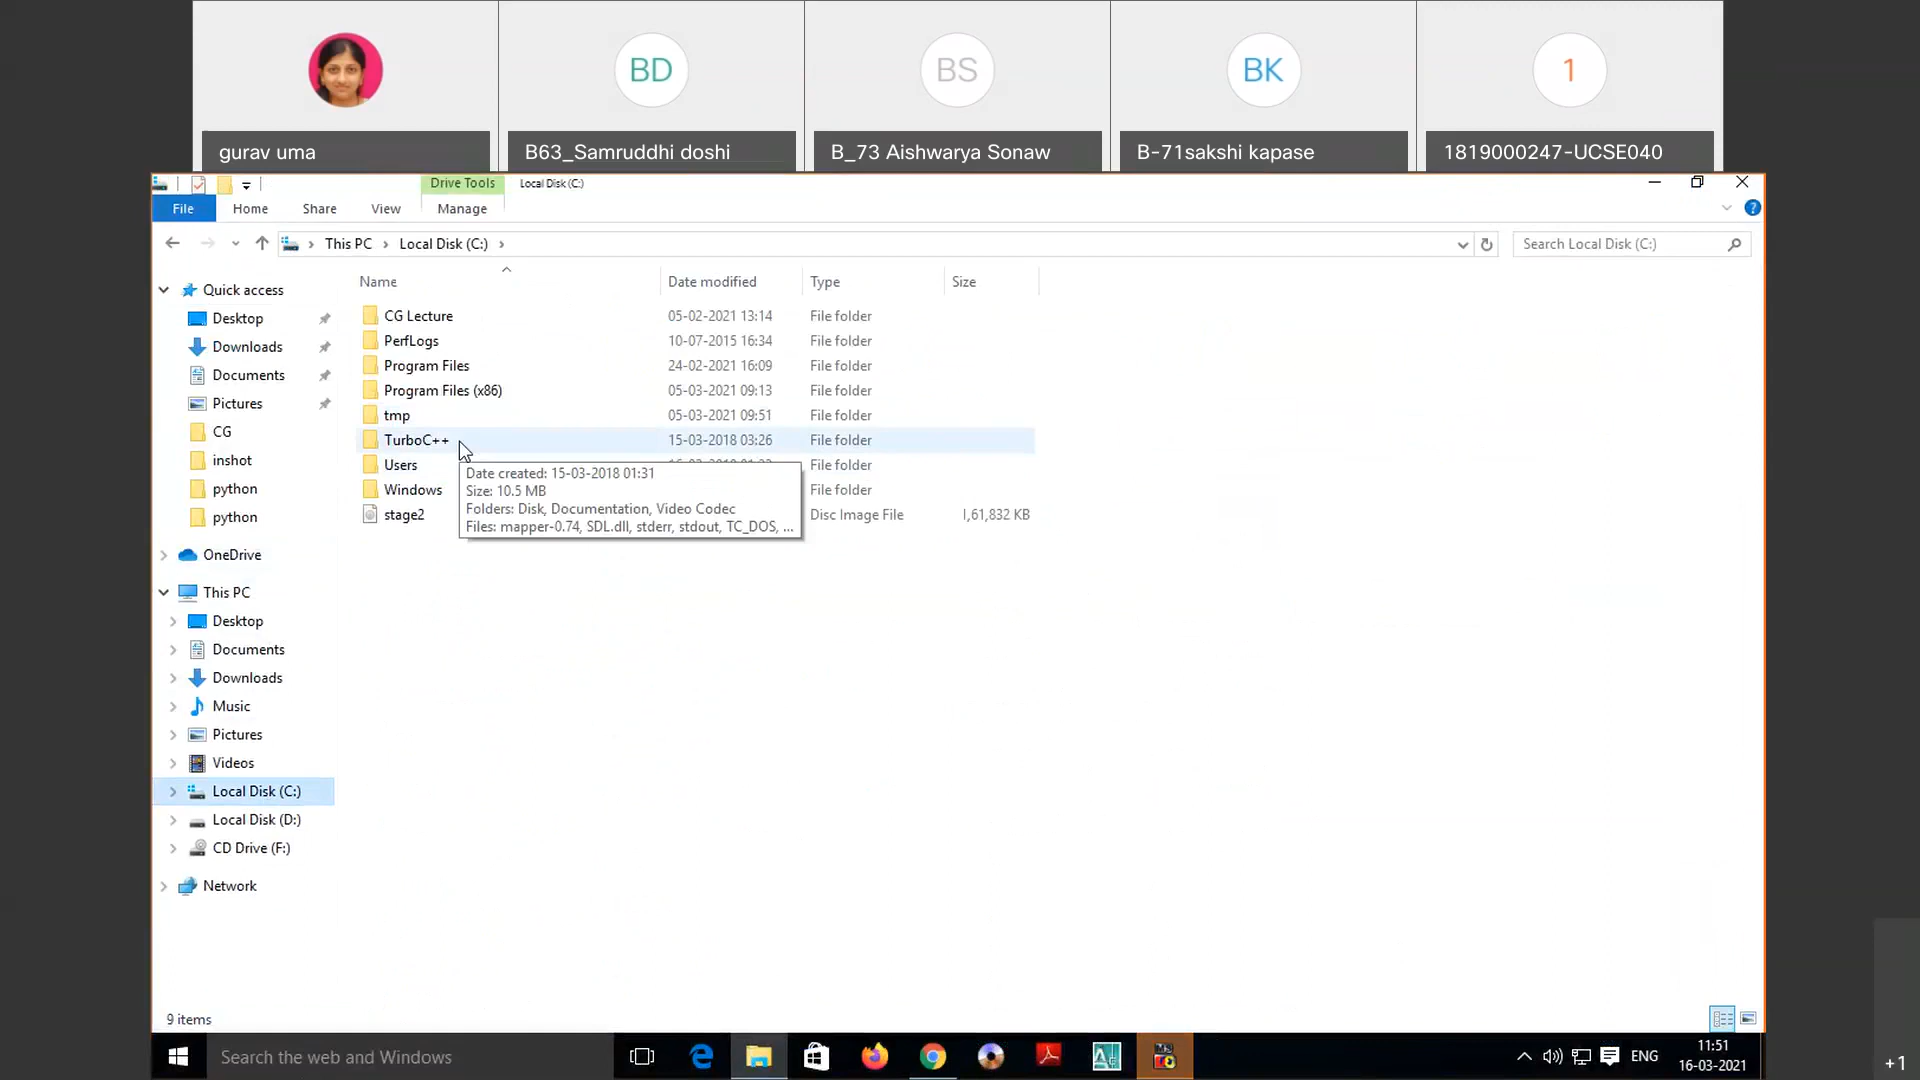 BD
BS
BK
1
gurav uma
B63_Samruddhi doshi
B_73 Aishwarya Sonaw
B-71sakshi kapase
1819000247-UCSE040
Drive Tools
Local Disk (C:)
File
Home
Share
View
Manage
This PC
Local Disk (C:)
Search Local Disk (C:)
Name
Date modified
Type
Size
Quick access
Desktop
Downloads
Documents
Pictures
CG
inshot
python
python
OneDrive
This PC
Desktop
Documents
Downloads
Music
Pictures
Videos
Local Disk (C:)
Local Disk (D:)
CD Drive (F:)
Network
CG Lecture 05-02-2021 13:14 File folder
PerfLogs 10-07-2015 16:34 File folder
Program Files 24-02-2021 16:09 File folder
Program Files (x86) 05-03-2021 09:13 File folder
tmp 05-03-2021 09:51 File folder
TurboC++ 15-03-2018 03:26 File folder
Users File folder
Windows File folder
stage2 Disc Image File 1,61,832 KB
Date created: 15-03-2018 01:31
Size: 10.5 MB
Folders: Disk, Documentation, Video Codec
Files: mapper-0.74, SDL.dll, stderr, stdout, TC_DOS, ...
9 items
Search the web and Windows
ENG
11:51
16-03-2021
+1